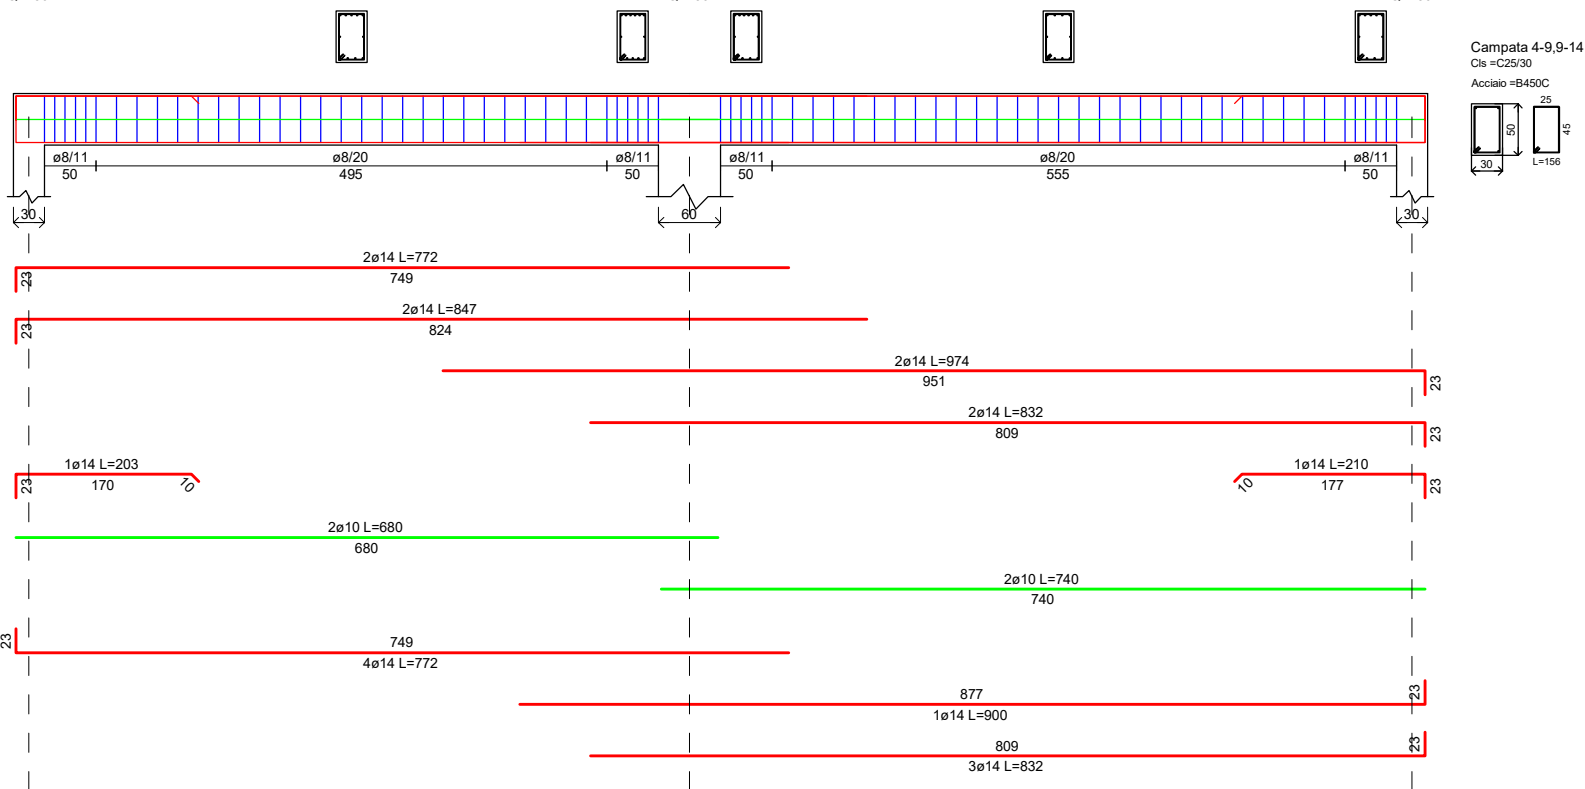 Campata 4-9,9-14
Cls =C25/30
Acciaio =B450C
25
50
45
30
L=156
ø8/11
ø8/20
ø8/11
ø8/11
ø8/20
ø8/11
50
495
50
50
555
50
30
60
30
2ø14 L=772
23
749
2ø14 L=847
23
824
2ø14 L=974
951
23
2ø14 L=832
809
23
1ø14 L=203
23
170
10
1ø14 L=210
10
177
23
2ø10 L=680
680
2ø10 L=740
740
23
749
4ø14 L=772
877
23
1ø14 L=900
809
23
3ø14 L=832